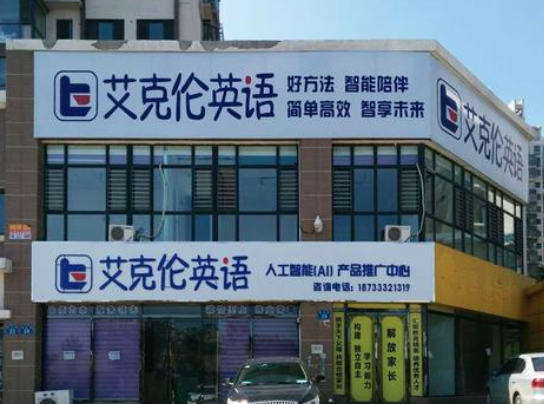 艾克伦英语
好方法 智能陪伴
简单高效 智享未来
艾克伦英语
艾克伦英语
人工智能(AI) 产品推广中心
咨询电话：18733321319
构建 独立自主
学习能力
解放家长